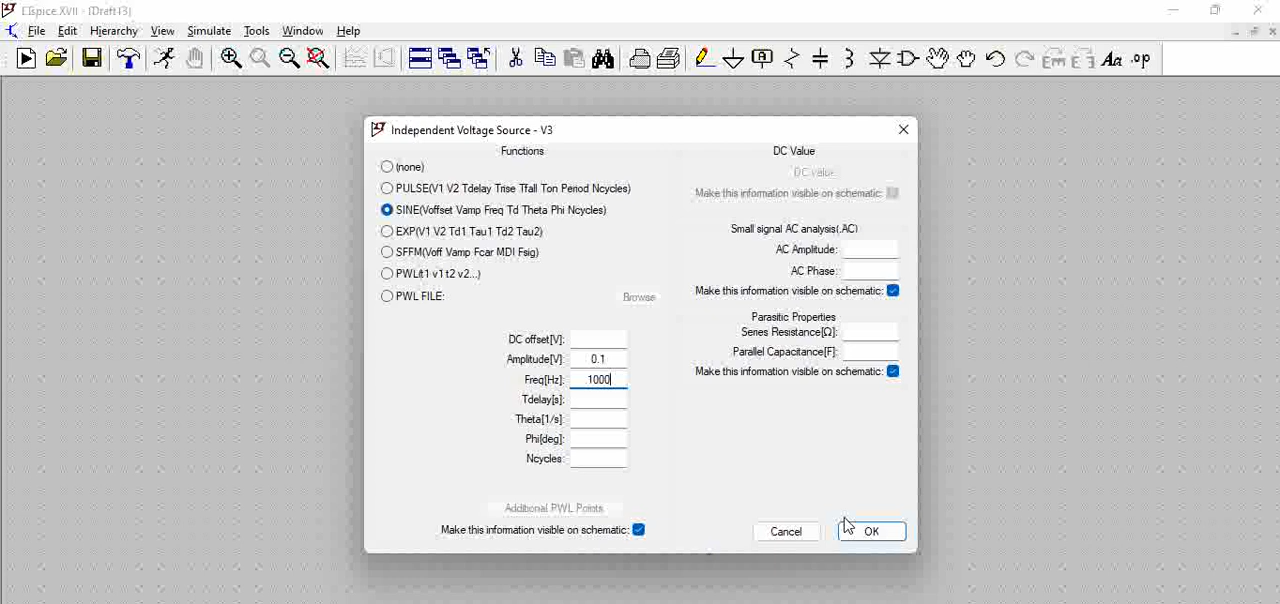 LTspice XVII - [Draft13]
File Edit Hierarchy View Simulate Tools Window Help
Aa .op
Independent Voltage Source - V3
Functions
(none)
PULSE(V1 V2 Tdelay Trise Tfall Ton Period Ncycles)
SINE(Voffset Vamp Freq Td Theta Phi Ncycles)
EXP(V1 V2 Td1 Tau1 Td2 Tau2)
SFFM(Voff Vamp Fcar MDI Fsig)
PWL(t1 v1 t2 v2...)
PWL FILE: Browse
DC offset[V]:
Amplitude[V]: 0.1
Freq[Hz]: 1000
Tdelay[s]:
Theta[1/s]:
Phi[deg]:
Ncycles:
Additional PWL Points
Make this information visible on schematic:
DC Value
DC value:
Make this information visible on schematic:
Small signal AC analysis(.AC)
AC Amplitude:
AC Phase:
Make this information visible on schematic:
Parasitic Properties
Series Resistance[Ω]:
Parallel Capacitance[F]:
Make this information visible on schematic:
Cancel OK